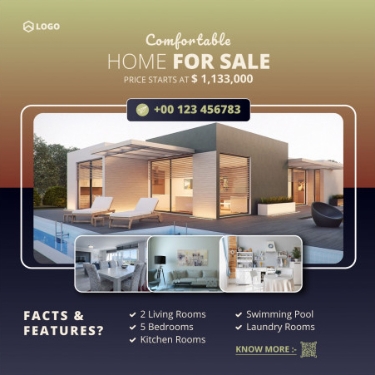 LOGO
Comfortable
HOME FOR SALE
PRICE STARTS AT $ 1,133,000
+00 123 456783
FACTS &
FEATURES?
2 Living Rooms
5 Bedrooms
Kitchen Rooms
Swimming Pool
Laundry Rooms
KNOW MORE :-